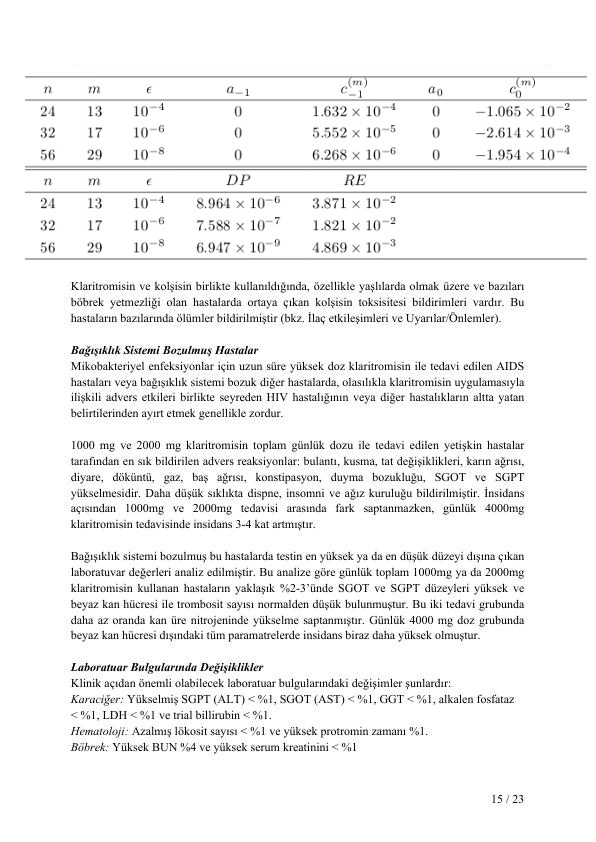 n m ϵ a₋₁ c₋₁⁽ᵐ⁾ a₀ c₀⁽ᵐ⁾
24 13 10⁻⁴ 0 1.632 × 10⁻⁴ 0 −1.065 × 10⁻²
32 17 10⁻⁶ 0 5.552 × 10⁻⁵ 0 −2.614 × 10⁻³
56 29 10⁻⁸ 0 6.268 × 10⁻⁶ 0 −1.954 × 10⁻⁴
n m ϵ DP RE
24 13 10⁻⁴ 8.964 × 10⁻⁶ 3.871 × 10⁻²
32 17 10⁻⁶ 7.588 × 10⁻⁷ 1.821 × 10⁻²
56 29 10⁻⁸ 6.947 × 10⁻⁹ 4.869 × 10⁻³
Klaritromisin ve kolşisin birlikte kullanıldığında, özellikle yaşlılarda olmak üzere ve bazıları
böbrek yetmezliği olan hastalarda ortaya çıkan kolşisin toksisitesi bildirimleri vardır. Bu
hastaların bazılarında ölümler bildirilmiştir (bkz. İlaç etkileşimleri ve Uyarılar/Önlemler).
Bağışıklık Sistemi Bozulmuş Hastalar
Mikobakteriyel enfeksiyonlar için uzun süre yüksek doz klaritromisin ile tedavi edilen AIDS
hastaları veya bağışıklık sistemi bozuk diğer hastalarda, olasılıkla klaritromisin uygulamasıyla
ilişkili advers etkileri birlikte seyreden HIV hastalığının veya diğer hastalıkların altta yatan
belirtilerinden ayırt etmek genellikle zordur.
1000 mg ve 2000 mg klaritromisin toplam günlük dozu ile tedavi edilen yetişkin hastalar
tarafından en sık bildirilen advers reaksiyonlar: bulantı, kusma, tat değişiklikleri, karın ağrısı,
diyare, döküntü, gaz, baş ağrısı, konstipasyon, duyma bozukluğu, SGOT ve SGPT
yükselmesidir. Daha düşük sıklıkta dispne, insomni ve ağız kuruluğu bildirilmiştir. İnsidans
açısından 1000mg ve 2000mg tedavisi arasında fark saptanmazken, günlük 4000mg
klaritromisin tedavisinde insidans 3-4 kat artmıştır.
Bağışıklık sistemi bozulmuş bu hastalarda testin en yüksek ya da en düşük düzeyi dışına çıkan
laboratuvar değerleri analiz edilmiştir. Bu analize göre günlük toplam 1000mg ya da 2000mg
klaritromisin kullanan hastaların yaklaşık %2-3’ünde SGOT ve SGPT düzeyleri yüksek ve
beyaz kan hücresi ile trombosit sayısı normalden düşük bulunmuştur. Bu iki tedavi grubunda
daha az oranda kan üre nitrojeninde yükselme saptanmıştır. Günlük 4000 mg doz grubunda
beyaz kan hücresi dışındaki tüm paramatrelerde insidans biraz daha yüksek olmuştur.
Laboratuar Bulgularında Değişiklikler
Klinik açıdan önemli olabilecek laboratuar bulgularındaki değişimler şunlardır:
Karaciğer: Yükselmiş SGPT (ALT) < %1, SGOT (AST) < %1, GGT < %1, alkalen fosfataz
< %1, LDH < %1 ve trial billirubin < %1.
Hematoloji: Azalmış lökosit sayısı < %1 ve yüksek protromin zamanı %1.
Böbrek: Yüksek BUN %4 ve yüksek serum kreatinini < %1
15 / 23